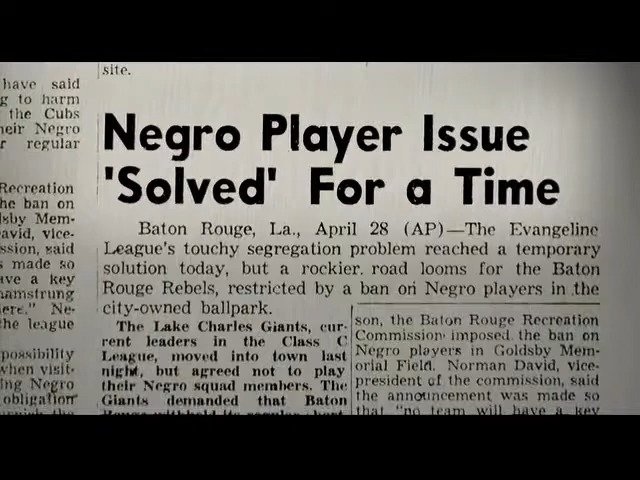 site.
have said
g to harm
the Cubs
heir Negro
r regular
Recreation
he ban on
dsby Mem-
avid, vice-
ssion, said
s made so
ave a key
hamstrung
ere." Ne-
the league
possibility
when visit-
ing Negro
obligation
Negro Player Issue
'Solved' For a Time
Baton Rouge, La., April 28 (AP)—The Evangeline
League's touchy segregation problem reached a temporary
solution today, but a rockier road looms for the Baton
Rouge Rebels, restricted by a ban on Negro players in the
city-owned ballpark.
The Lake Charles Giants, cur-
rent leaders in the Class C
League, moved into town last
night, but agreed not to play
their Negro squad members. The
Giants demanded that Baton
son, the Baton Rouge Recreation
Commission imposed the ban on
Negro players in Goldsby Mem-
orial Field. Norman David, vice-
president of the commission, said
the announcement was made so
that "no team will have a key